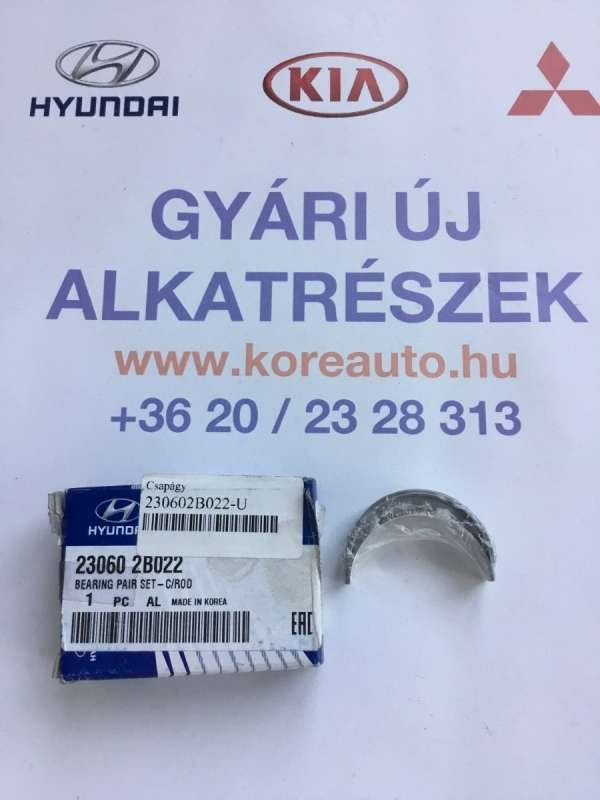 HYUNDAI
KIA
MITSUBISHI
GYÁRI ÚJ
ALKATRÉSZEK
www.koreauto.hu
+36 20 / 23 28 313
Csapágy
230602B022-U
HYUNDAI
23060 2B022
BEARING PAIR SET-C/ROD
1 PC AL MADE IN KOREA
EAC